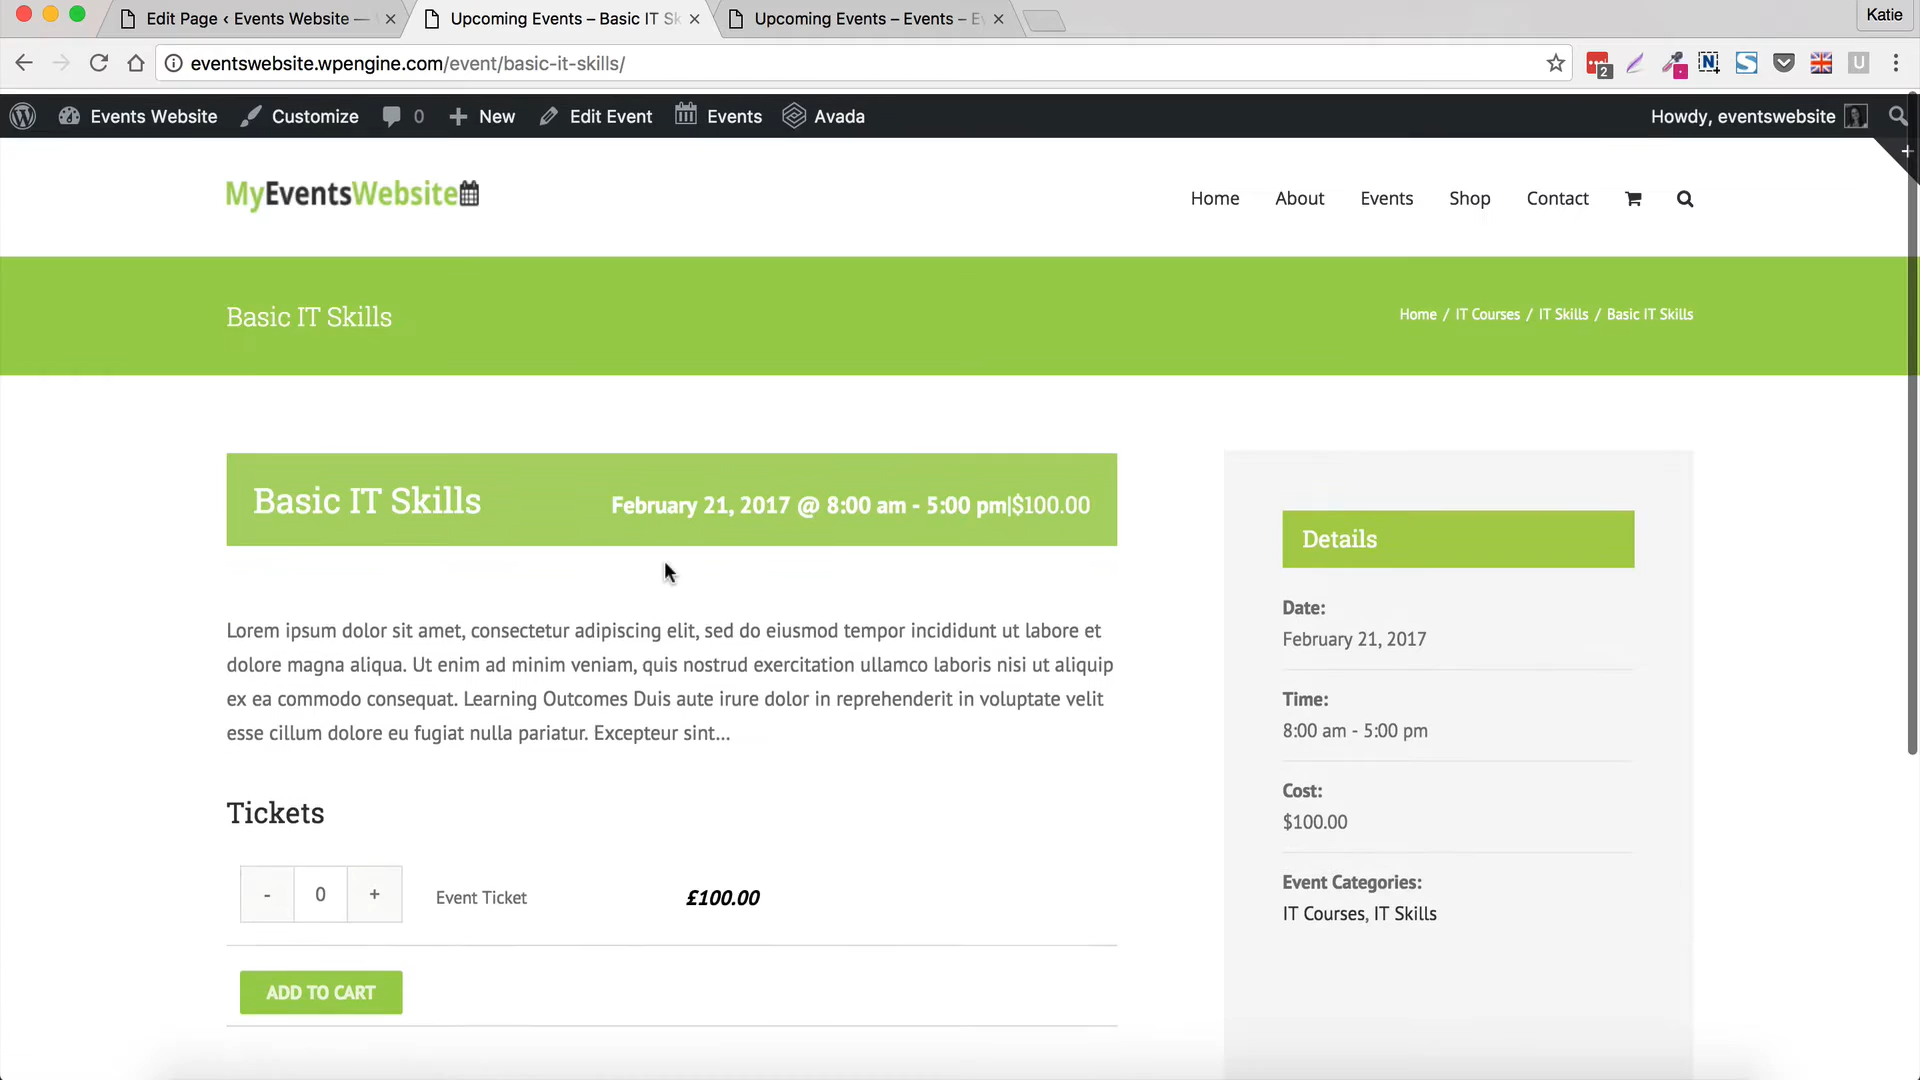 Edit Page ‹ Events Website —
Upcoming Events – Basic IT
Upcoming Events – Events –
Katie
eventswebsite.wpengine.com/event/basic-it-skills/
2
N
S
U
Events Website
Customize
0
New
Edit Event
Events
Avada
Howdy, eventswebsite
MyEventsWebsite
Home
About
Events
Shop
Contact
Basic IT Skills
Home / IT Courses / IT Skills / Basic IT Skills
Basic IT Skills
February 21, 2017 @ 8:00 am - 5:00 pm|$100.00
Lorem ipsum dolor sit amet, consectetur adipiscing elit, sed do eiusmod tempor incididunt ut labore et
dolore magna aliqua. Ut enim ad minim veniam, quis nostrud exercitation ullamco laboris nisi ut aliquip
ex ea commodo consequat. Learning Outcomes Duis aute irure dolor in reprehenderit in voluptate velit
esse cillum dolore eu fugiat nulla pariatur. Excepteur sint...
Tickets
- 0 +
Event Ticket
£100.00
ADD TO CART
Details
Date:
February 21, 2017
Time:
8:00 am - 5:00 pm
Cost:
$100.00
Event Categories:
IT Courses, IT Skills